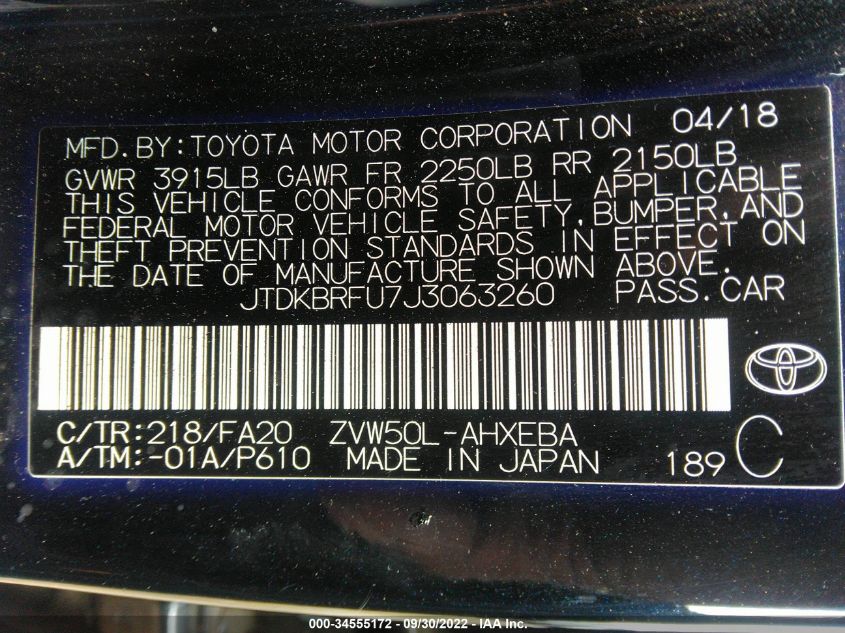 MFD.BY:TOYOTA MOTOR CORPORATION 04/18
GVWR 3915LB GAWR FR 2250LB RR 2150LB
THIS VEHICLE CONFORMS TO ALL APPLICABLE
FEDERAL MOTOR VEHICLE SAFETY,BUMPER,AND
THEFT PREVENTION STANDARDS IN EFFECT ON
THE DATE OF MANUFACTURE SHOWN ABOVE.
JTDKBRFU7J3063260 PASS.CAR
C/TR:218/FA20 ZVW50L-AHXEBA
A/TM:-01A/P610 MADE IN JAPAN 189 C
000-34555172 - 09/30/2022 - IAA Inc.